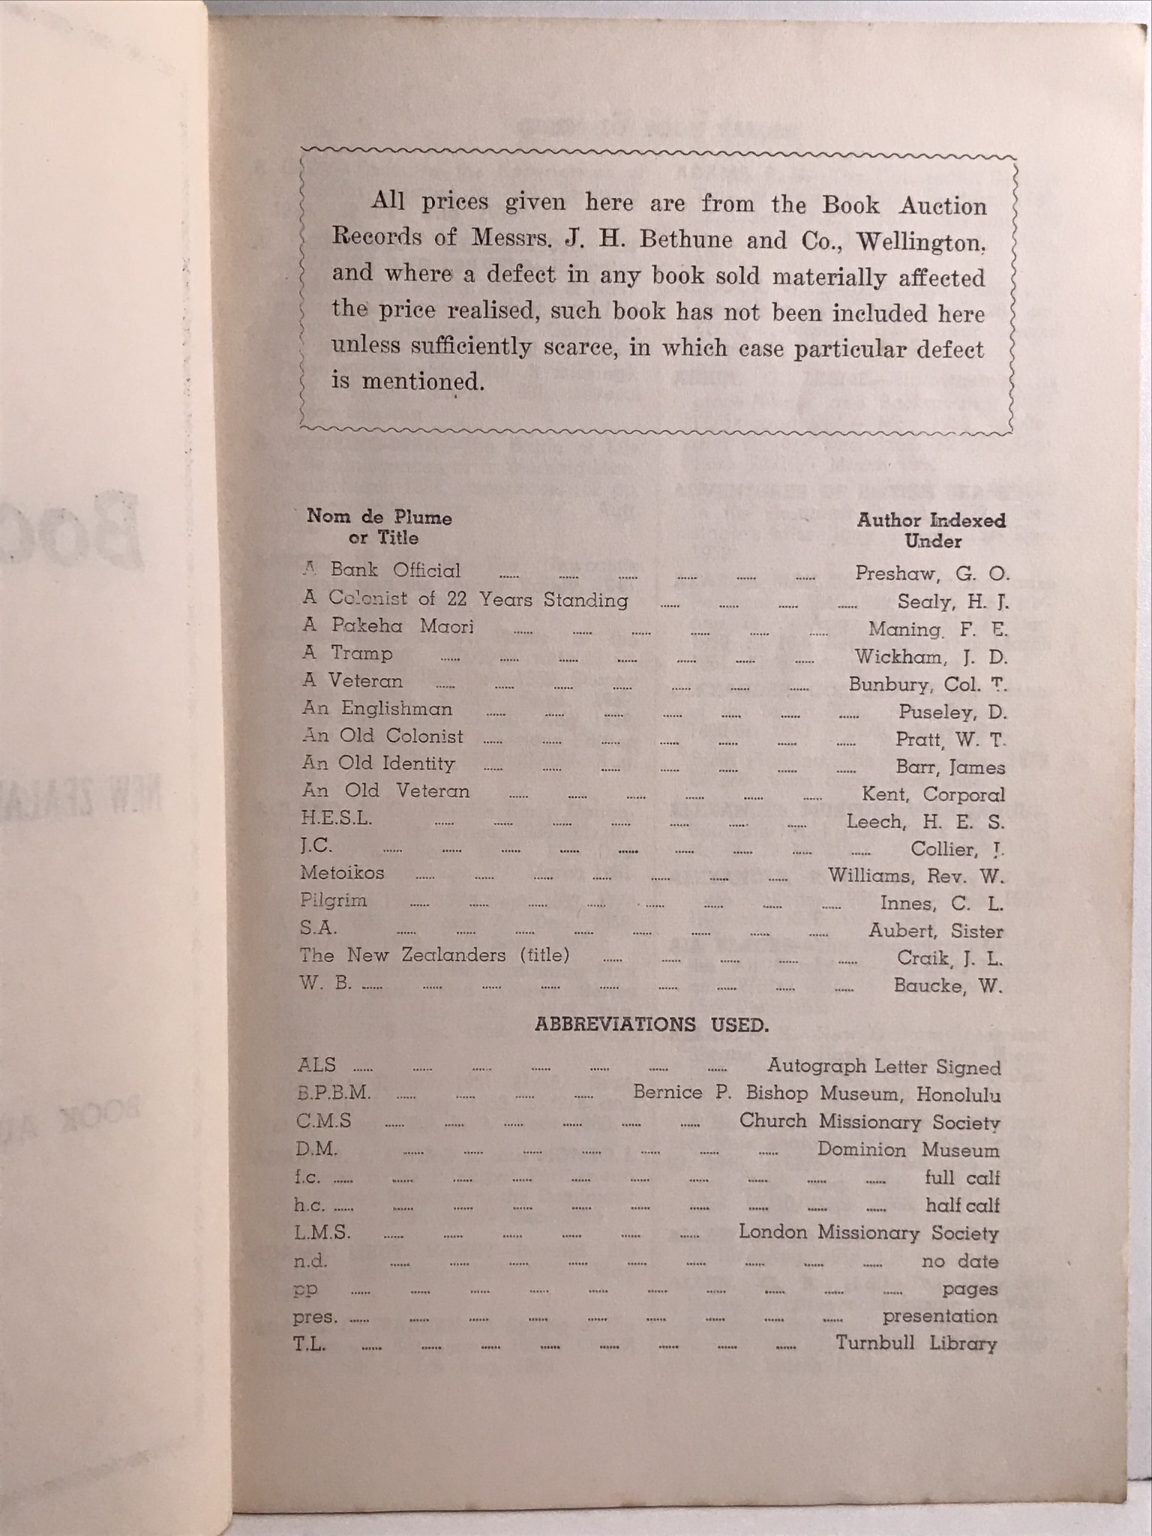 All prices given here are from the Book Auction
Records of Messrs. J. H. Bethune and Co., Wellington,
and where a defect in any book sold materially affected
the price realised, such book has not been included here
unless sufficiently scarce, in which case particular defect
is mentioned.
Nom de Plume or Title
Author Indexed Under
A Bank Official ...... ...... ...... ...... ...... ...... Preshaw, G. O.
A Colonist of 22 Years Standing ...... ...... ...... ...... Sealy, H. J.
A Pakeha Maori ...... ...... ...... ...... ...... ...... Maning, F. E.
A Tramp ...... ...... ...... ...... ...... ...... ...... Wickham, J. D.
A Veteran ...... ...... ...... ...... ...... ...... ...... Bunbury, Col. T.
An Englishman ...... ...... ...... ...... ...... ...... ...... Puseley, D.
An Old Colonist ...... ...... ...... ...... ...... ...... ...... Pratt, W. T.
An Old Identity ...... ...... ...... ...... ...... ...... ...... Barr, James
An Old Veteran ...... ...... ...... ...... ...... ...... Kent, Corporal
H.E.S.L. ...... ...... ...... ...... ...... ...... ...... Leech, H. E. S.
J.C. ...... ...... ...... ...... ...... ...... ...... ...... ...... Collier, J.
Metoikos ...... ...... ...... ...... ...... ...... ...... Williams, Rev. W.
Pilgrim ...... ...... ...... ...... ...... ...... ...... ...... Innes, C. L.
S.A. ...... ...... ...... ...... ...... ...... ...... ...... Aubert, Sister
The New Zealanders (title) ...... ...... ...... ...... ...... Craik, J. L.
W. B. ...... ...... ...... ...... ...... ...... ...... ...... ...... Baucke, W.
ABBREVIATIONS USED.
ALS ...... ...... ...... ...... ...... ...... ...... Autograph Letter Signed
B.P.B.M. ...... ...... ...... ...... Bernice P. Bishop Museum, Honolulu
C.M.S ...... ...... ...... ...... ...... ...... Church Missionary Society
D.M. ...... ...... ...... ...... ...... ...... ...... Dominion Museum
f.c. ...... ...... ...... ...... ...... ...... ...... ...... ...... ...... full calf
h.c. ...... ...... ...... ...... ...... ...... ...... ...... ...... ...... half calf
L.M.S. ...... ...... ...... ...... ...... ...... London Missionary Society
n.d. ...... ...... ...... ...... ...... ...... ...... ...... ...... no date
pp ...... ...... ...... ...... ...... ...... ...... ...... ...... ...... pages
pres. ...... ...... ...... ...... ...... ...... ...... ...... ...... presentation
T.L. ...... ...... ...... ...... ...... ...... ...... ...... Turnbull Library